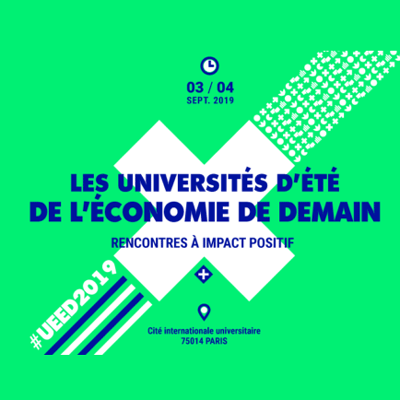 03 / 04
SEPT. 2019
LES UNIVERSITÉS D'ÉTÉ
DE L'ÉCONOMIE DE DEMAIN
RENCONTRES À IMPACT POSITIF
#UEED2019
Cité internationale universitaire
75014 PARIS